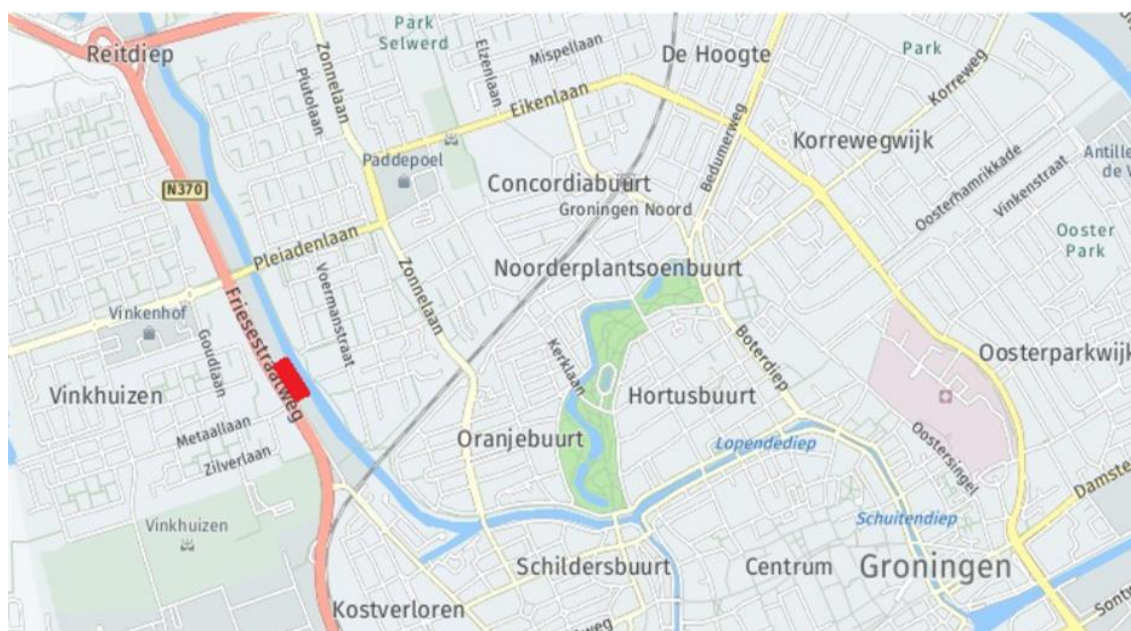 Reitdiep
Park
Selwerd
Zonnelaan
Plutolaan
Elzenlaan
Mispellaan
De Hoogte
Park
Korreweg
Eikenlaan
Bedumerweg
Korrewegwijk
Paddepoel
N370
Concordiabuurt
Groningen Noord
Oosterhamrikkade
Vinkenstraat
Antille
de V
Ooster
Park
Pleiadenlaan
Voermanstraat
Zonnelaan
Noorderplantsoenbuurt
Vinkenhof
Goudlaan
Friesestraatweg
Kerklaan
Boterdiep
Oosterparkwijk
Vinkhuizen
Hortusbuurt
Metaallaan
Zilverlaan
Oranjebuurt
Lopendediep
Oostersingel
Damste
Vinkhuizen
Schuitendiep
Schildersbuurt
Centrum
Groningen
Sontw
Kostverloren
weg